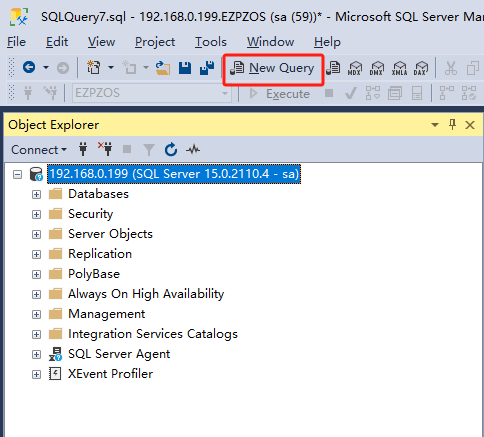 SQLQuery7.sql - 192.168.0.199.EZPZOS (sa (59))* - Microsoft SQL Server Mar
File Edit View Project Tools Window Help
New Query MDX DMX XMLA DAX
EZPZOS Execute
Object Explorer
Connect
192.168.0.199 (SQL Server 15.0.2110.4 - sa)
Databases
Security
Server Objects
Replication
PolyBase
Always On High Availability
Management
Integration Services Catalogs
SQL Server Agent
XEvent Profiler